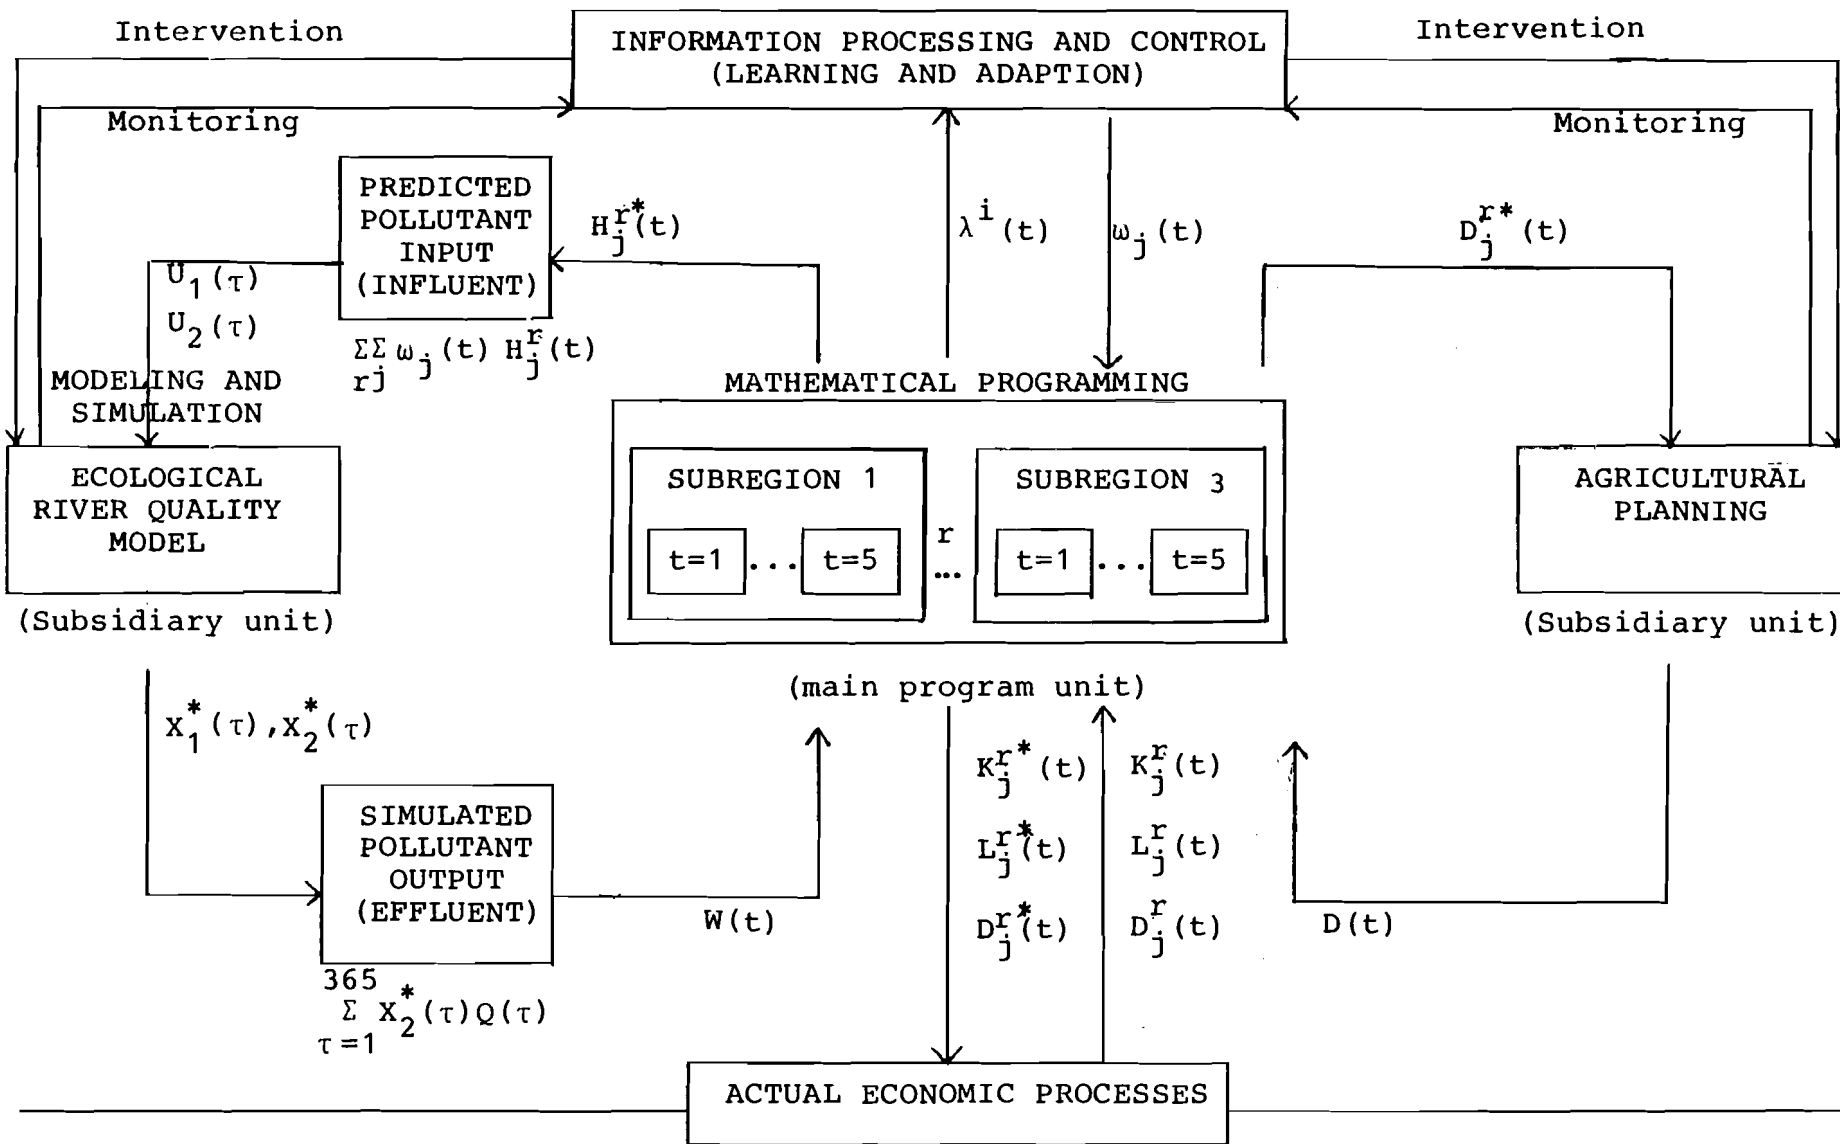 Intervention
INFORMATION PROCESSING AND CONTROL
(LEARNING AND ADAPTION)
Intervention
Monitoring
Monitoring
PREDICTED
POLLUTANT
INPUT
(INFLUENT)
H_j^{r*}(t)
λ^i(t)
ω_j(t)
D_j^{r*}(t)
U_1(τ)
U_2(τ)
ΣΣ ω_j(t) H_j^r(t)
rj
MODELING AND
SIMULATION
MATHEMATICAL PROGRAMMING
ECOLOGICAL
RIVER QUALITY
MODEL
(Subsidiary unit)
SUBREGION 1
t=1 ... t=5
r
...
SUBREGION 3
t=1 ... t=5
(main program unit)
AGRICULTURAL
PLANNING
(Subsidiary unit)
X_1^*(τ),X_2^*(τ)
SIMULATED
POLLUTANT
OUTPUT
(EFFLUENT)
365
Σ X_2^*(τ)Q(τ)
τ=1
W(t)
K_j^{r*}(t)
L_j^{r*}(t)
D_j^{r*}(t)
K_j^r(t)
L_j^r(t)
D_j^r(t)
D(t)
ACTUAL ECONOMIC PROCESSES